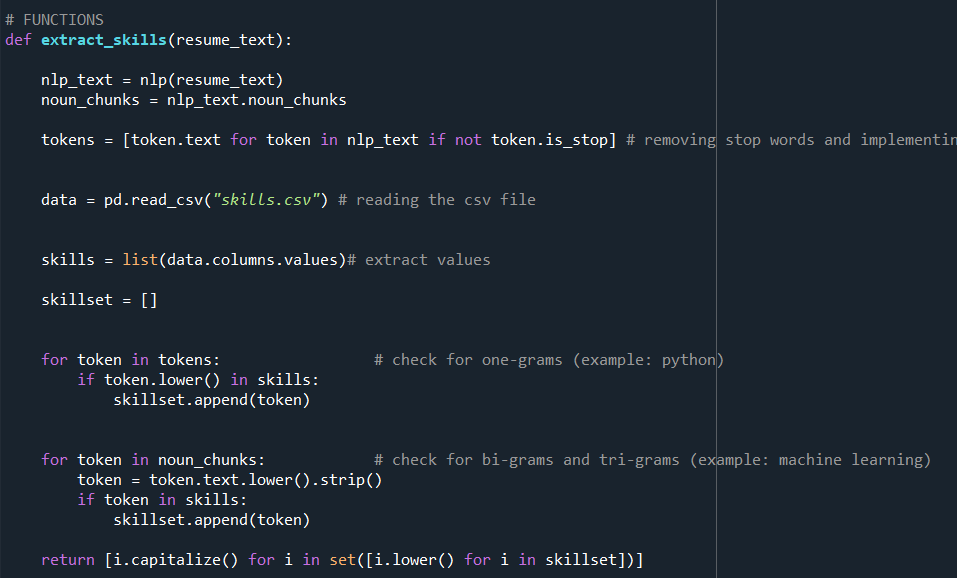 # FUNCTIONS
def extract_skills(resume_text):
nlp_text = nlp(resume_text)
noun_chunks = nlp_text.noun_chunks
tokens = [token.text for token in nlp_text if not token.is_stop] # removing stop words and implementin
data = pd.read_csv("skills.csv") # reading the csv file
skills = list(data.columns.values)# extract values
skillset = []
for token in tokens: # check for one-grams (example: python)
if token.lower() in skills:
skillset.append(token)
for token in noun_chunks: # check for bi-grams and tri-grams (example: machine learning)
token = token.text.lower().strip()
if token in skills:
skillset.append(token)
return [i.capitalize() for i in set([i.lower() for i in skillset])]